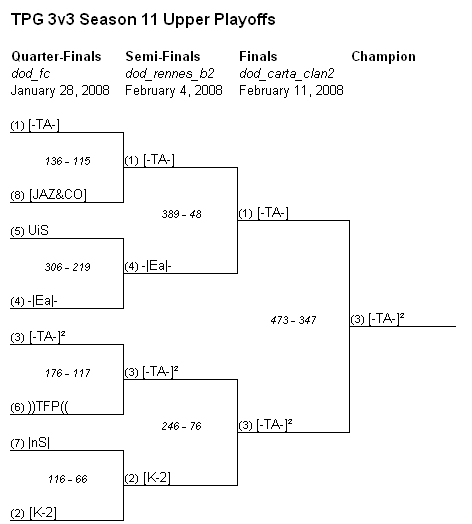 TPG 3v3 Season 11 Upper Playoffs
Quarter-Finals Semi-Finals Finals Champion
dod_fc dod_rennes_b2 dod_carta_clan2
January 28, 2008 February 4, 2008 February 11, 2008
(1) [-TA-]
136 – 115 (1) [-TA-]
(8) [JAZ&CO]
389 – 48 (1) [-TA-]
(5) UiS
306 – 219 (4) -|Ea|-
(4) -|Ea|-
473 – 347 (3) [-TA-]²
(3) [-TA-]²
176 – 117 (3) [-TA-]²
(6) ))TFP((
246 – 76 (3) [-TA-]²
(7) |nS|
116 – 66 (2) [K-2]
(2) [K-2]